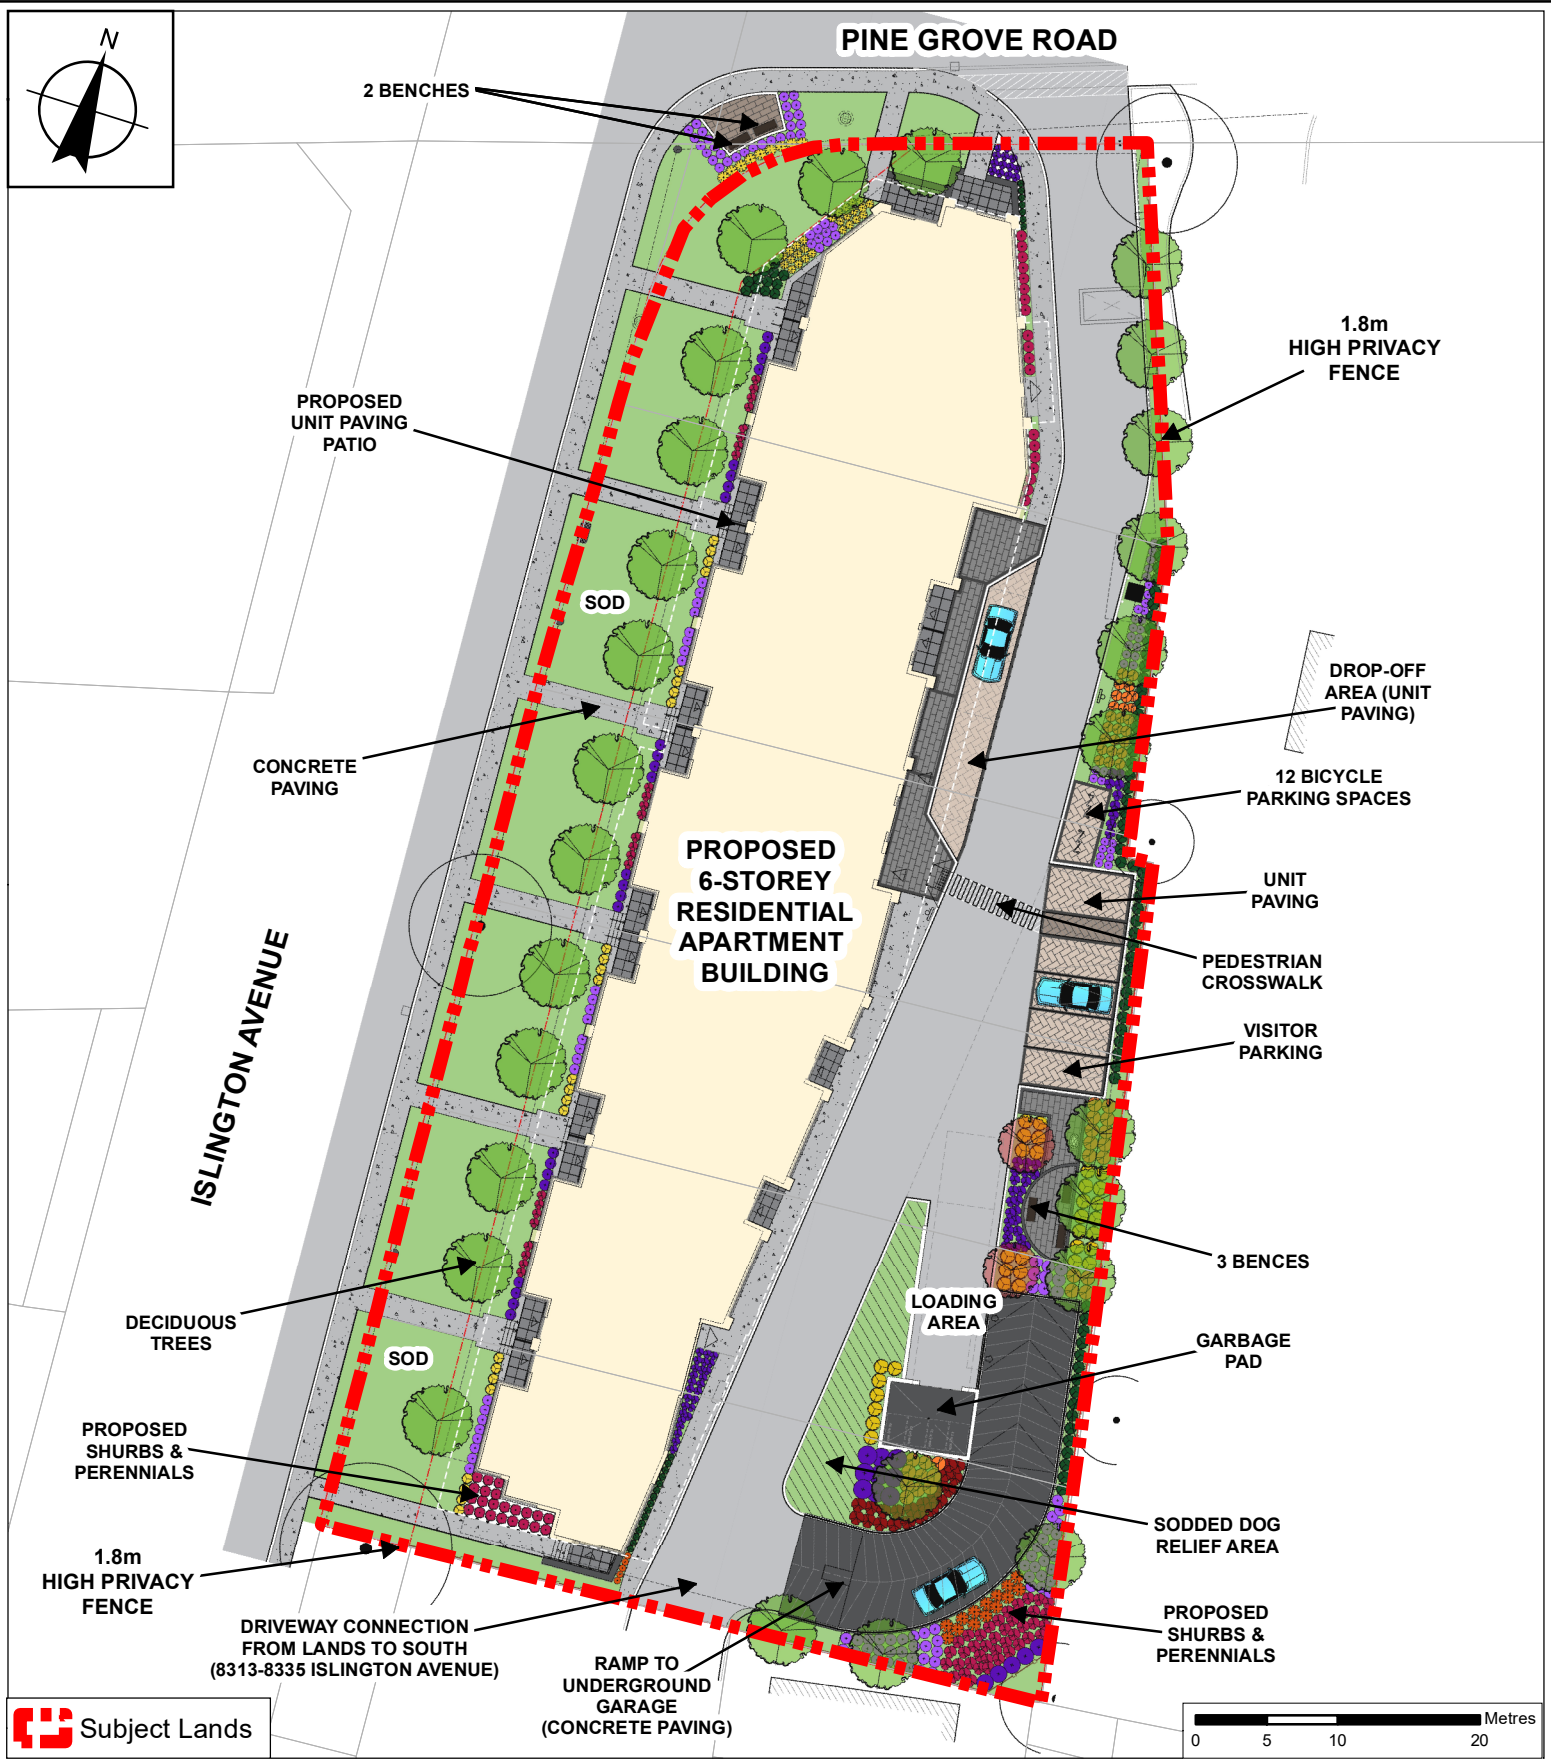 N
PINE GROVE ROAD
2 BENCHES
1.8m
HIGH PRIVACY
FENCE
PROPOSED
UNIT PAVING
PATIO
SOD
DROP-OFF
AREA (UNIT
PAVING)
CONCRETE
PAVING
12 BICYCLE
PARKING SPACES
PROPOSED
6-STOREY
RESIDENTIAL
APARTMENT
BUILDING
UNIT
PAVING
ISLINGTON AVENUE
PEDESTRIAN
CROSSWALK
VISITOR
PARKING
3 BENCES
LOADING
AREA
DECIDUOUS
TREES
GARBAGE
PAD
SOD
PROPOSED
SHURBS &
PERENNIALS
SODDED DOG
RELIEF AREA
1.8m
HIGH PRIVACY
FENCE
DRIVEWAY CONNECTION
FROM LANDS TO SOUTH
(8313-8335 ISLINGTON AVENUE)
RAMP TO
UNDERGROUND
GARAGE
(CONCRETE PAVING)
PROPOSED
SHURBS &
PERENNIALS
Subject Lands
Metres
0 5 10 20